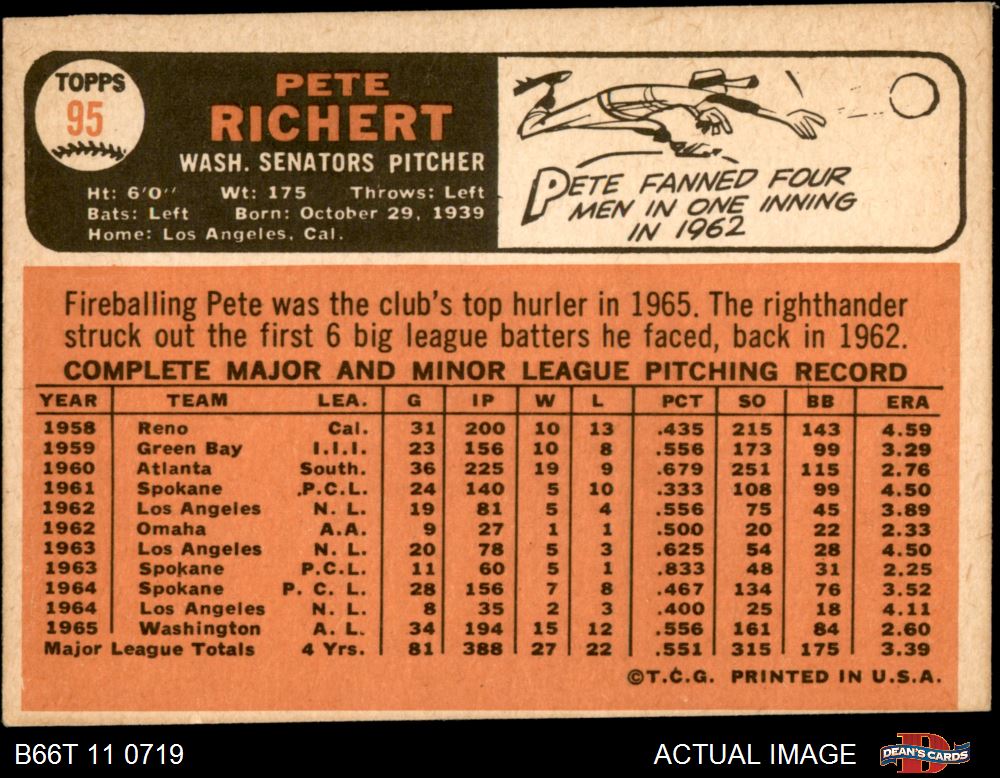 TOPPS
95
PETE
RICHERT
WASH. SENATORS PITCHER
Ht: 6'0" Wt: 175 Throws: Left
Bats: Left Born: October 29, 1939
Home: Los Angeles, Cal.
PETE FANNED FOUR
MEN IN ONE INNING
IN 1962
Fireballing Pete was the club's top hurler in 1965. The righthander
struck out the first 6 big league batters he faced, back in 1962.
COMPLETE MAJOR AND MINOR LEAGUE PITCHING RECORD
YEAR TEAM LEA. G IP W L PCT SO BB ERA
1958 Reno Cal. 31 200 10 13 .435 215 143 4.59
1959 Green Bay I.I.I. 23 156 10 8 .556 173 99 3.29
1960 Atlanta South. 36 225 19 9 .679 251 115 2.76
1961 Spokane P.C.L. 24 140 5 10 .333 108 99 4.50
1962 Los Angeles N. L. 19 81 5 4 .556 75 45 3.89
1962 Omaha A.A. 9 27 1 1 .500 20 22 2.33
1963 Los Angeles N. L. 20 78 5 3 .625 54 28 4.50
1963 Spokane P.C.L. 11 60 5 1 .833 48 31 2.25
1964 Spokane P. C. L. 28 156 7 8 .467 134 76 3.52
1964 Los Angeles N. L. 8 35 2 3 .400 25 18 4.11
1965 Washington A. L. 34 194 15 12 .556 161 84 2.60
Major League Totals 4 Yrs. 81 388 27 22 .551 315 175 3.39
©T.C.G. PRINTED IN U.S.A.
B66T 11 0719
ACTUAL IMAGE
DEAN'S CARDS